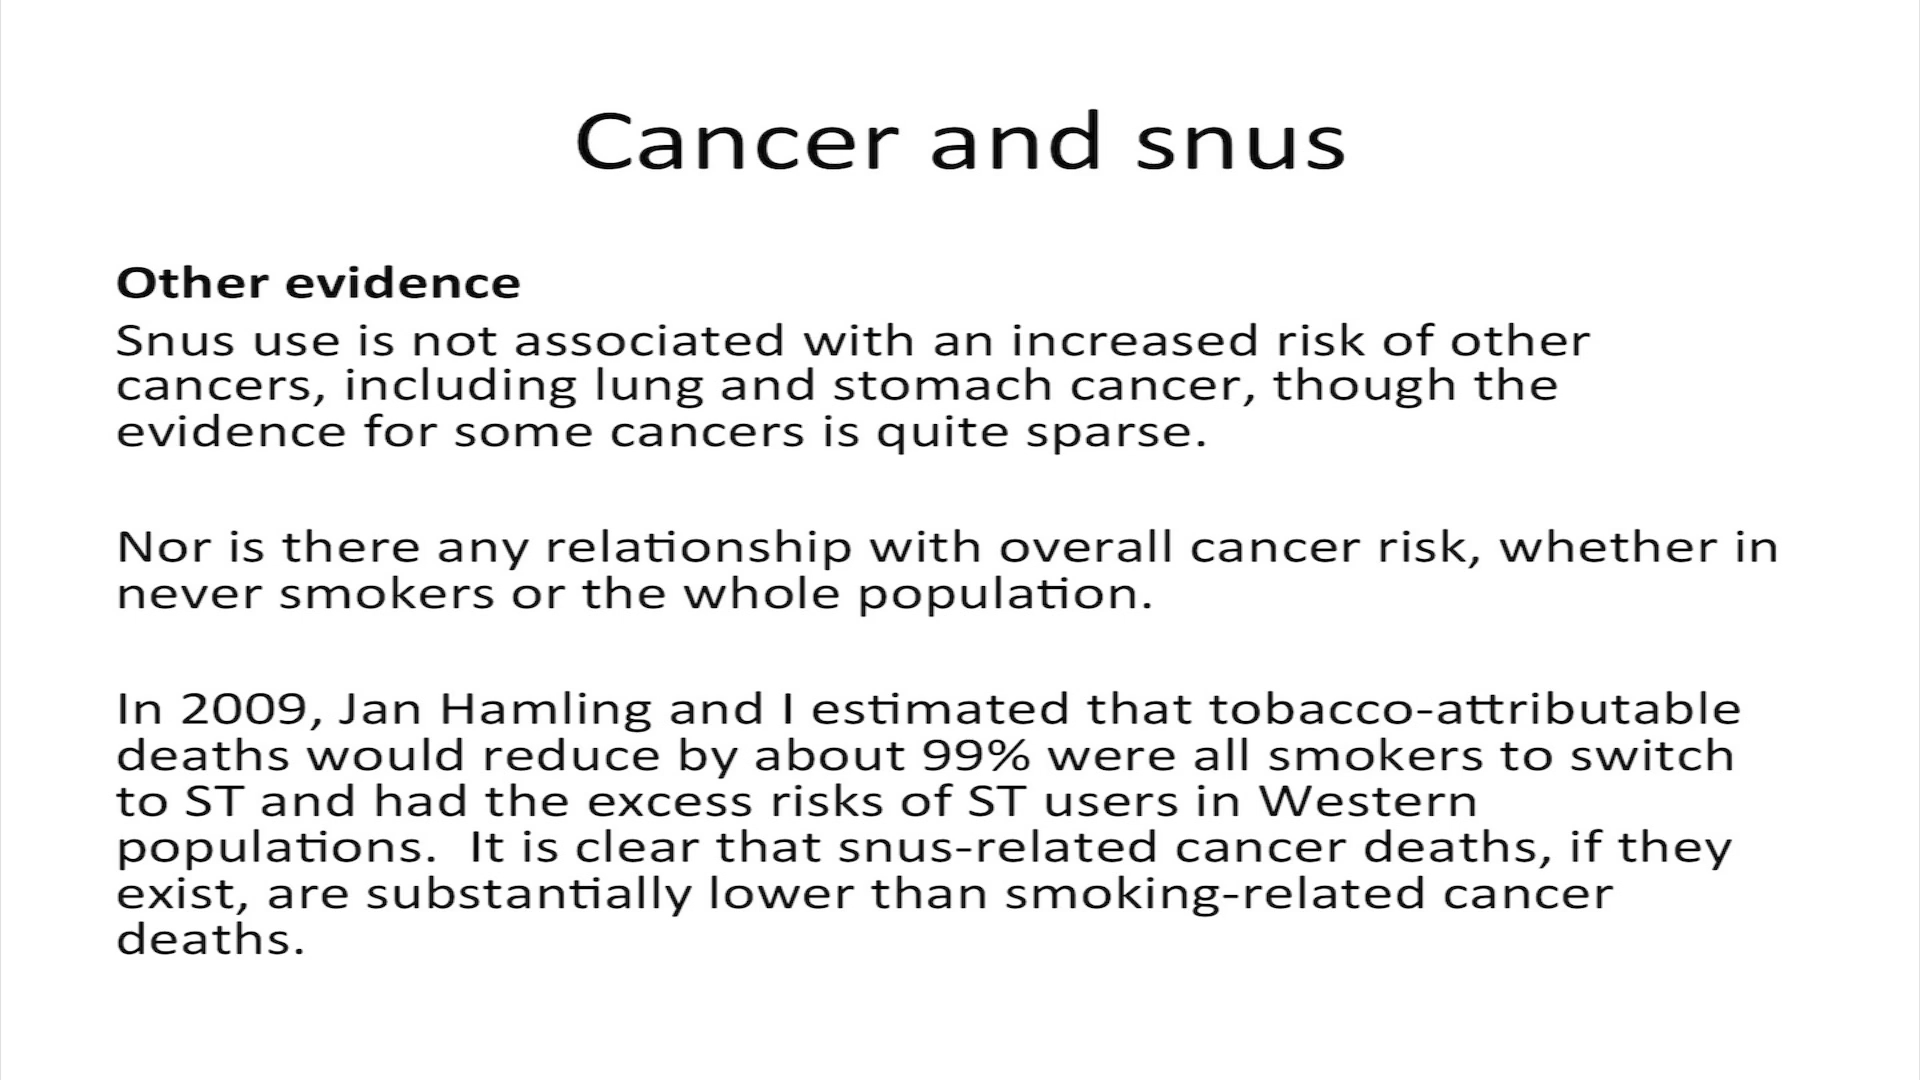 Cancer and snus
Other evidence
Snus use is not associated with an increased risk of other
cancers, including lung and stomach cancer, though the
evidence for some cancers is quite sparse.
Nor is there any relationship with overall cancer risk, whether in
never smokers or the whole population.
In 2009, Jan Hamling and I estimated that tobacco-attributable
deaths would reduce by about 99% were all smokers to switch
to ST and had the excess risks of ST users in Western
populations.  It is clear that snus-related cancer deaths, if they
exist, are substantially lower than smoking-related cancer
deaths.